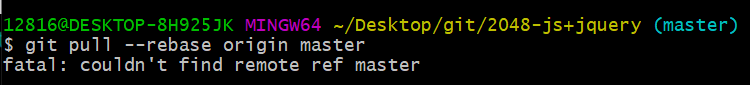 12816@DESKTOP-8H925JK MINGW64 ~/Desktop/git/2048-js+jquery (master)
$ git pull --rebase origin master
fatal: couldn't find remote ref master